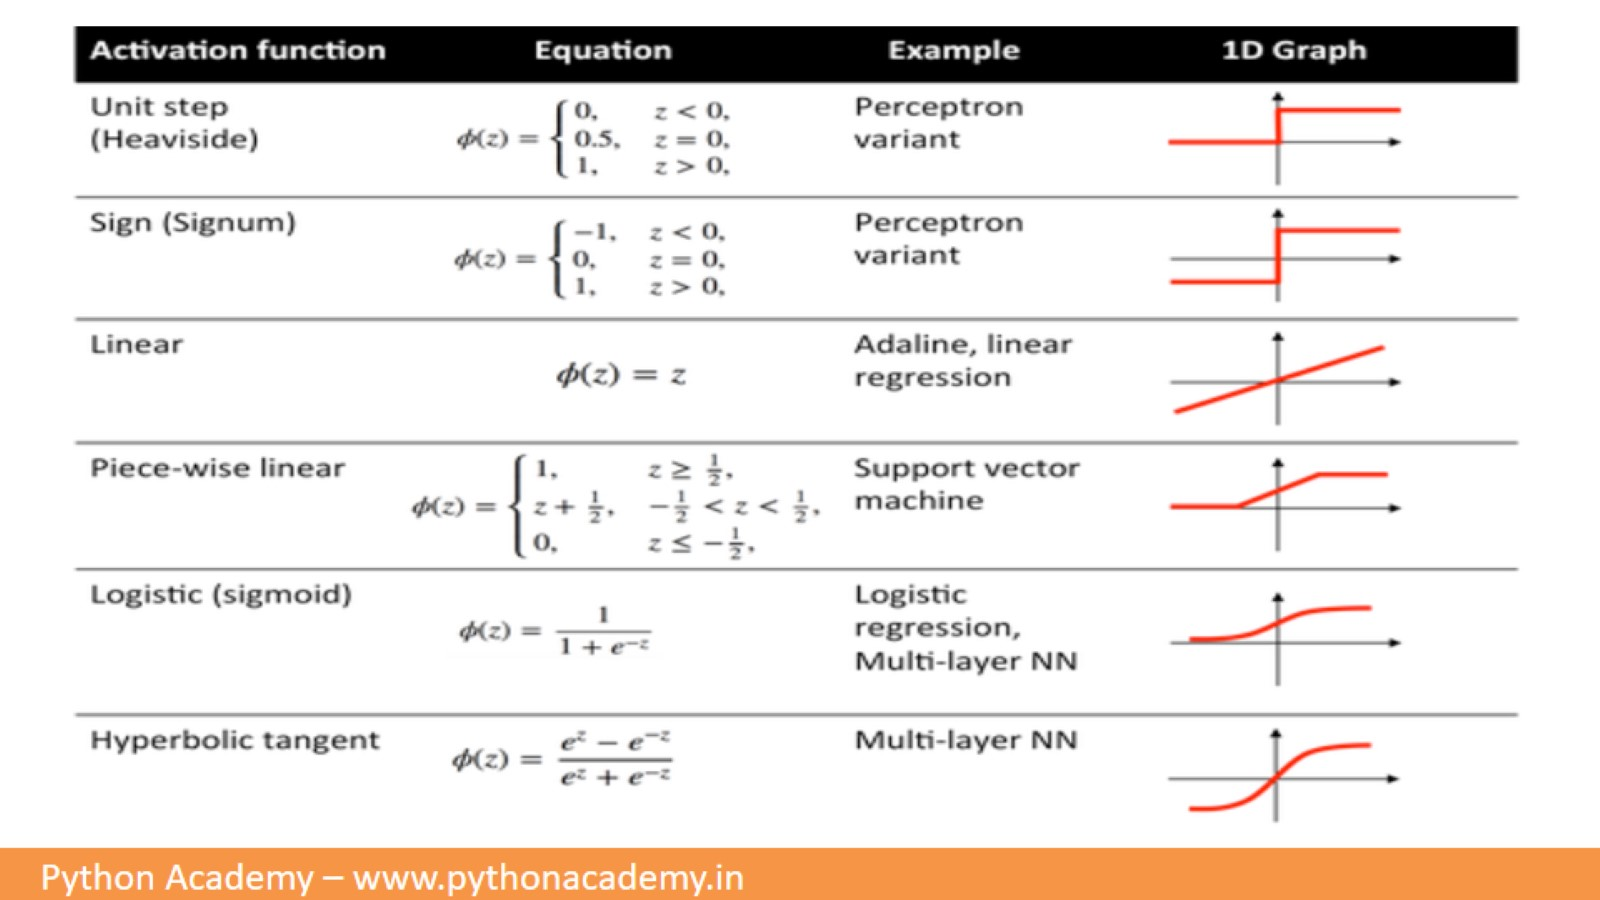 Activation function Equation Example 1D Graph
Unit step (Heaviside)
ϕ(z) = { 0, z < 0,
0.5, z = 0,
1, z > 0,
Perceptron
variant
Sign (Signum)
ϕ(z) = { −1, z < 0,
0, z = 0,
1, z > 0,
Perceptron
variant
Linear
ϕ(z) = z
Adaline, linear
regression
Piece-wise linear
ϕ(z) = { 1, z ≥ 1/2,
z + 1/2, −1/2 < z < 1/2,
0, z ≤ −1/2,
Support vector
machine
Logistic (sigmoid)
ϕ(z) = 1 / (1 + e^−z)
Logistic
regression,
Multi-layer NN
Hyperbolic tangent
ϕ(z) = (e^z − e^−z) / (e^z + e^−z)
Multi-layer NN
Python Academy – www.pythonacademy.in